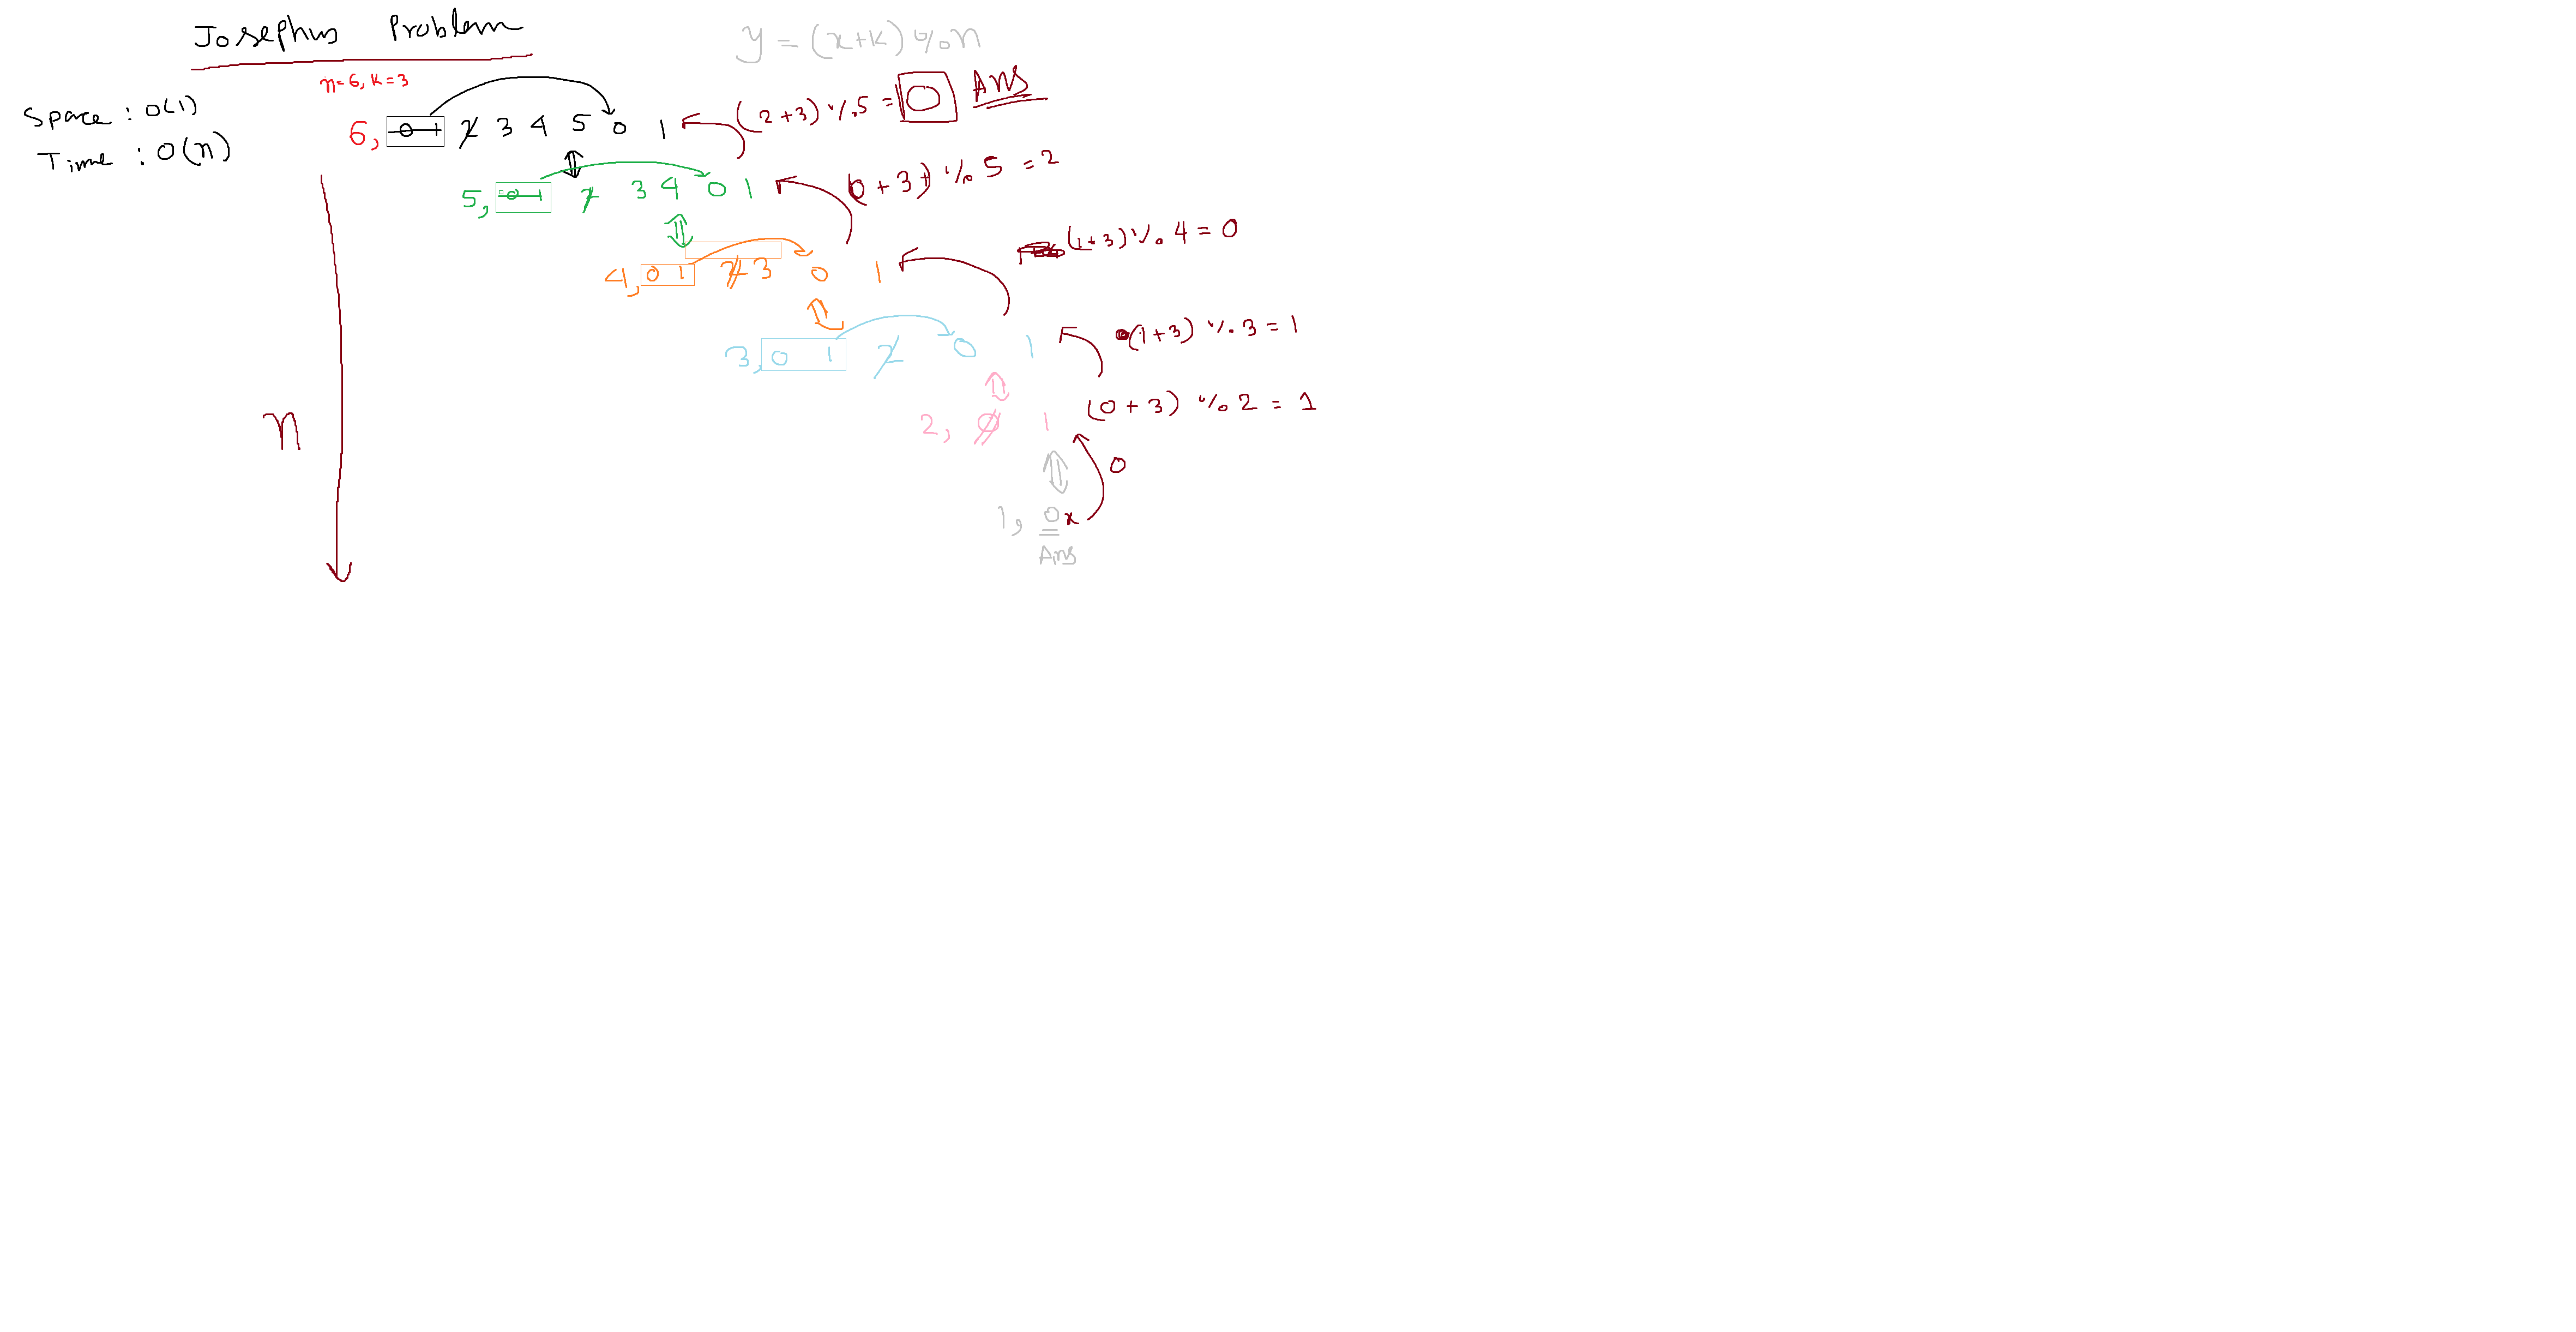 Josephus Problem
y = (x+k) % n
n=6, k=3
Space : O(1)
Time : O(n)
6, 0 1 2 3 4 5 0 1
(2+3) % 5 = 0 Ans
5, 0 1 2 3 4 0 1
(0+3) % 5 = 2
4, 0 1 2 3 0 1
(1+3) % 4 = 0
3, 0 1 2 0 1
(1+3) % 3 = 1
n
2, 0 1
(0+3) % 2 = 1
0
1, 0 x
Ans